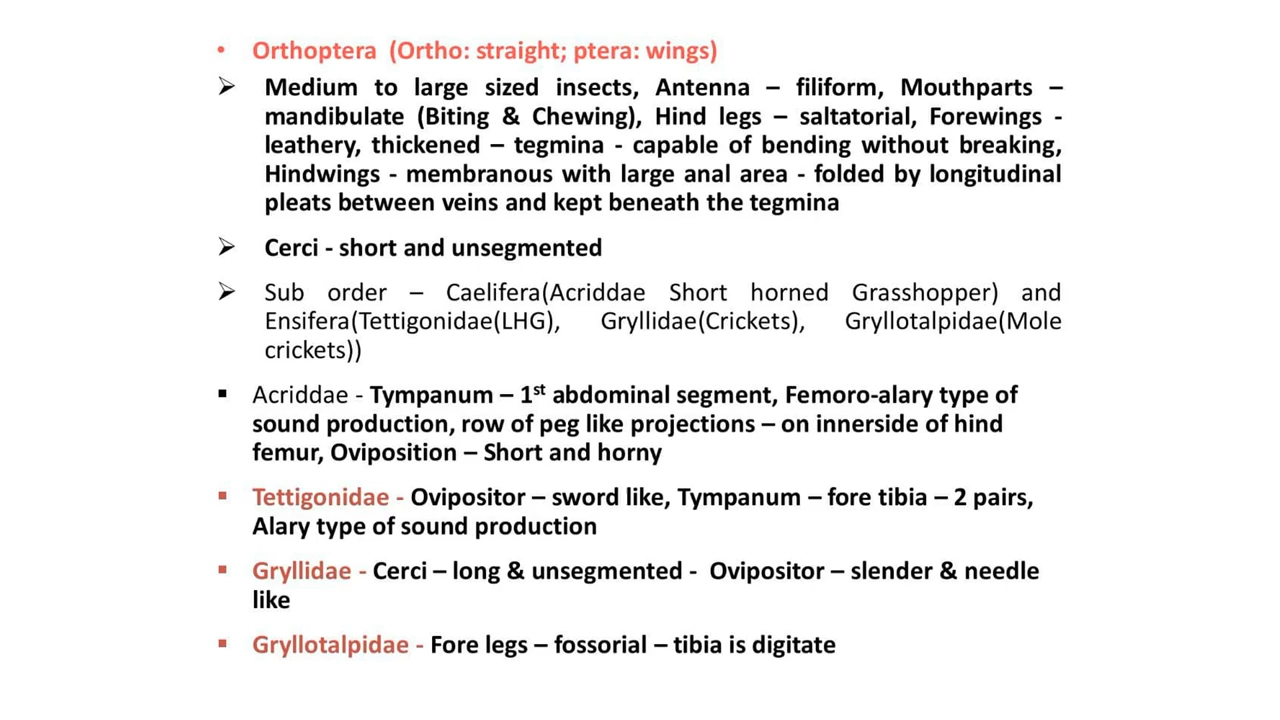 • Orthoptera (Ortho: straight; ptera: wings)
➢ Medium to large sized insects, Antenna – filiform, Mouthparts –
mandibulate (Biting & Chewing), Hind legs – saltatorial, Forewings -
leathery, thickened – tegmina - capable of bending without breaking,
Hindwings - membranous with large anal area - folded by longitudinal
pleats between veins and kept beneath the tegmina
➢ Cerci - short and unsegmented
➢ Sub order – Caelifera(Acriddae Short horned Grasshopper) and
Ensifera(Tettigonidae(LHG), Gryllidae(Crickets), Gryllotalpidae(Mole
crickets))
▪ Acriddae - Tympanum – 1st abdominal segment, Femoro-alary type of
sound production, row of peg like projections – on innerside of hind
femur, Oviposition – Short and horny
▪ Tettigonidae - Ovipositor – sword like, Tympanum – fore tibia – 2 pairs,
Alary type of sound production
▪ Gryllidae - Cerci – long & unsegmented - Ovipositor – slender & needle
like
▪ Gryllotalpidae - Fore legs – fossorial – tibia is digitate